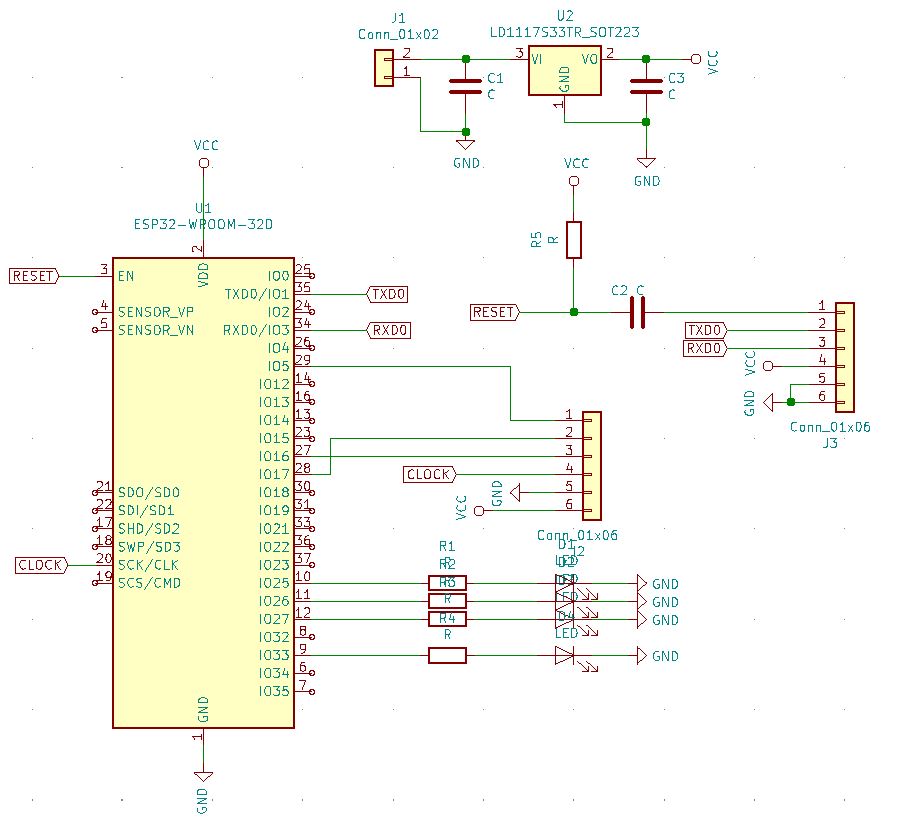 J1
Conn_01x02
2
1
C1
C
U2
LD1117S33TR_SOT223
3 VI VO 2
GND
1
C3
C
VCC
GND
GND
VCC
R5
R
RESET
C2 C
1
TXD0 2
RXD0 3
VCC 4
5
GND 6
Conn_01x06
J3
VCC
U1
ESP32-WROOM-32D
2
VDD
RESET 3 EN
4 SENSOR_VP
5 SENSOR_VN
21 SDO/SD0
22 SDI/SD1
17 SHD/SD2
18 SWP/SD3
CLOCK 20 SCK/CLK
19 SCS/CMD
IO0 25
TXD0/IO1 35 TXD0
IO2 24
RXD0/IO3 34 RXD0
IO4 26
IO5 29
IO12 14
IO13 16
IO14 13
IO15 23
IO16 27
IO17 28
IO18 30
IO19 31
IO21 33
IO22 36
IO23 37
IO25 10
IO26 11
IO27 12
IO32 8
IO33 9
IO34 6
IO35 7
GND
1
GND
1
2
3
CLOCK 4
GND 5
VCC 6
Conn_01x06
J2
R1
R
R2
R3
R
R4
R
D1
LED
D4
LED
GND
GND
GND
GND